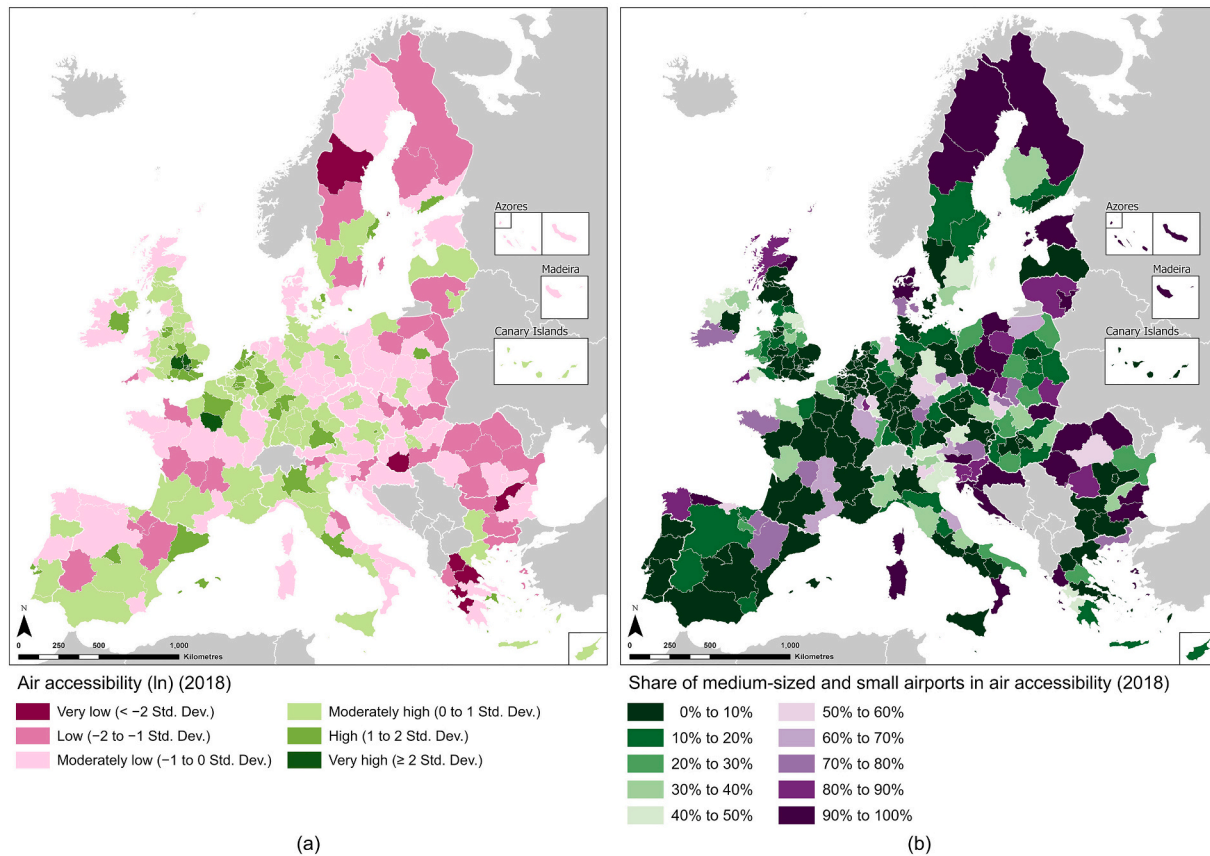 Azores
Madeira
Canary Islands
N
0 250 500 1,000
Kilometres
Air accessibility (ln) (2018)
Very low (< −2 Std. Dev.)
Low (−2 to −1 Std. Dev.)
Moderately low (−1 to 0 Std. Dev.)
Moderately high (0 to 1 Std. Dev.)
High (1 to 2 Std. Dev.)
Very high (≥ 2 Std. Dev.)
(a)
Azores
Madeira
Canary Islands
N
0 250 500 1,000
Kilometres
Share of medium-sized and small airports in air accessibility (2018)
0% to 10%
10% to 20%
20% to 30%
30% to 40%
40% to 50%
50% to 60%
60% to 70%
70% to 80%
80% to 90%
90% to 100%
(b)